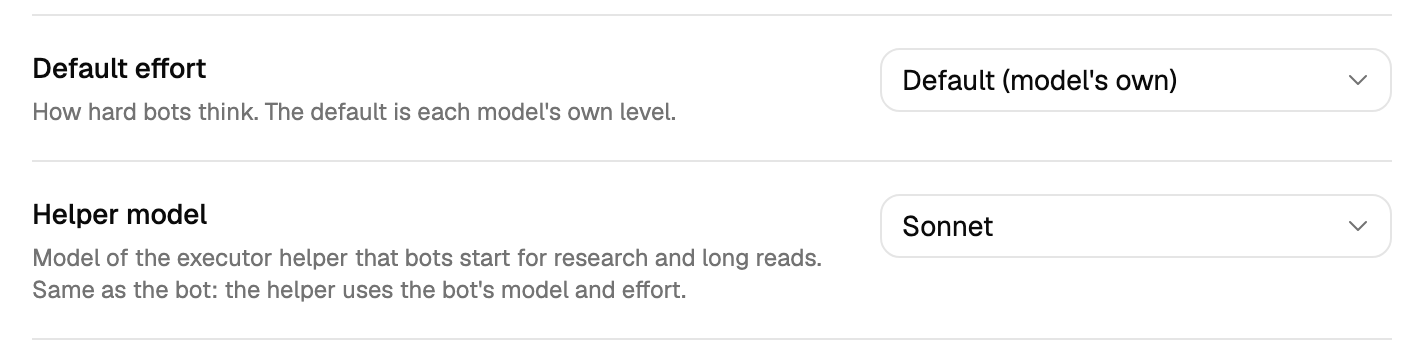 Default effort
Default (model's own)
How hard bots think. The default is each model's own level.
Helper model
Sonnet
Model of the executor helper that bots start for research and long reads.
Same as the bot: the helper uses the bot's model and effort.